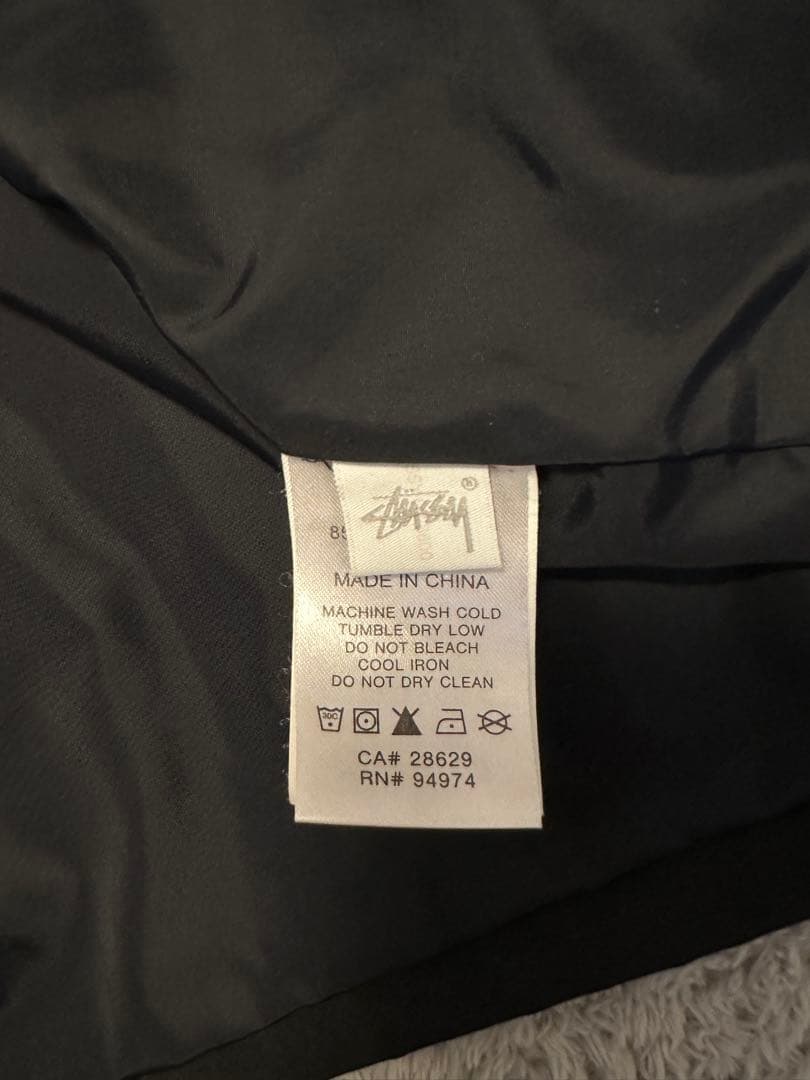 STÜSSY
®
MADE IN CHINA
MACHINE WASH COLD
TUMBLE DRY LOW
DO NOT BLEACH
COOL IRON
DO NOT DRY CLEAN
30C
CA# 28629
RN# 94974